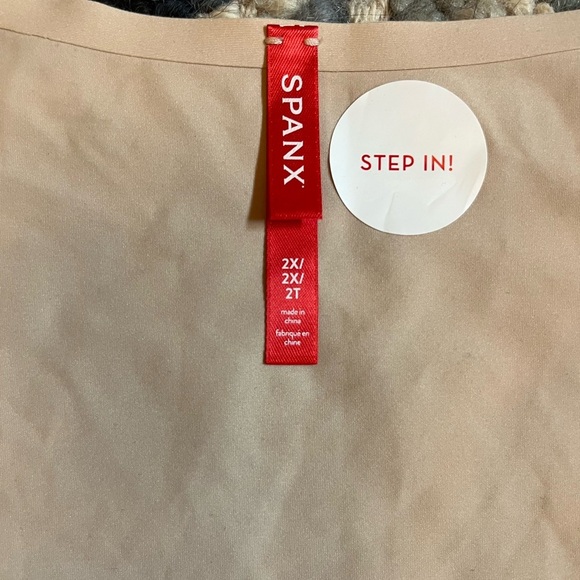 SPANX
STEP IN!
2X/
2X/
2T
made in
china
fabriqué en
chine